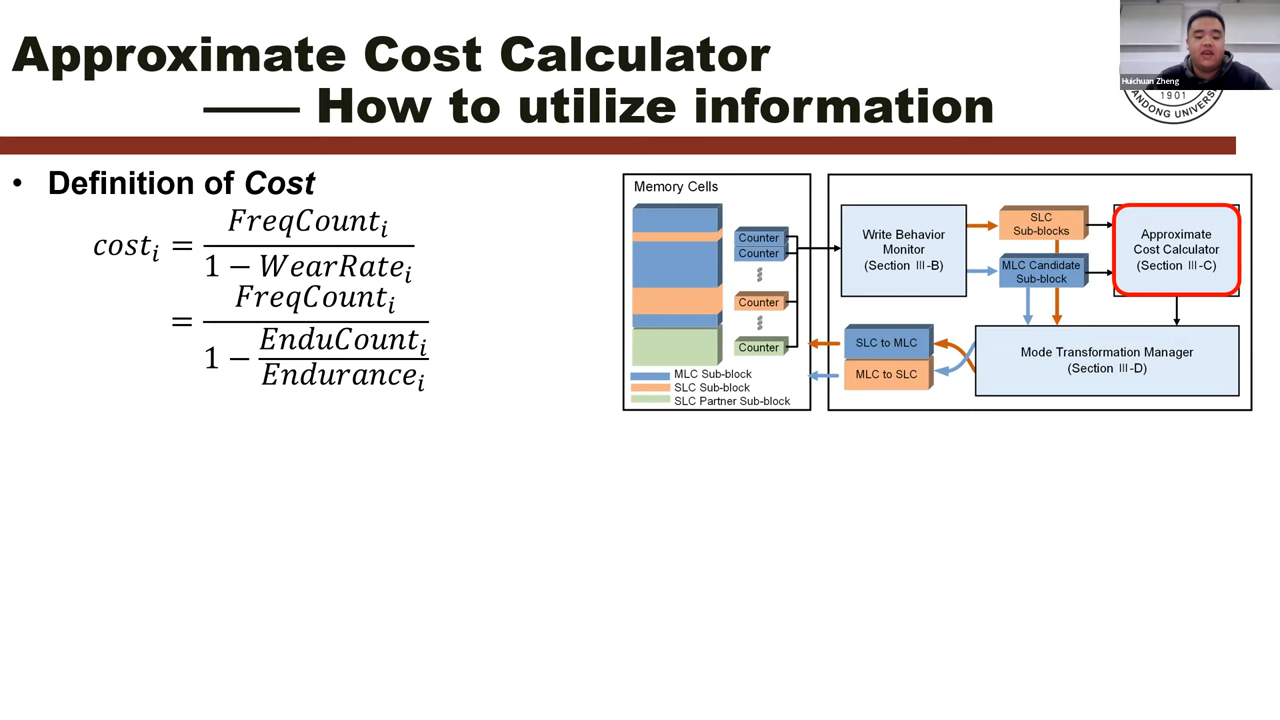 Approximate Cost Calculator
—— How to utilize information
Huichuan Zheng
1901
ANDONG UNIVERS
• Definition of Cost
cost_i = FreqCount_i / (1 − WearRate_i)
= FreqCount_i / (1 − EnduCount_i / Endurance_i)
Memory Cells
Counter
Counter
Counter
Counter
MLC Sub-block
SLC Sub-block
SLC Partner Sub-block
Write Behavior
Monitor
(Section Ⅲ-B)
SLC
Sub-blocks
MLC Candidate
Sub-block
Approximate
Cost Calculator
(Section Ⅲ-C)
SLC to MLC
MLC to SLC
Mode Transformation Manager
(Section Ⅲ-D)